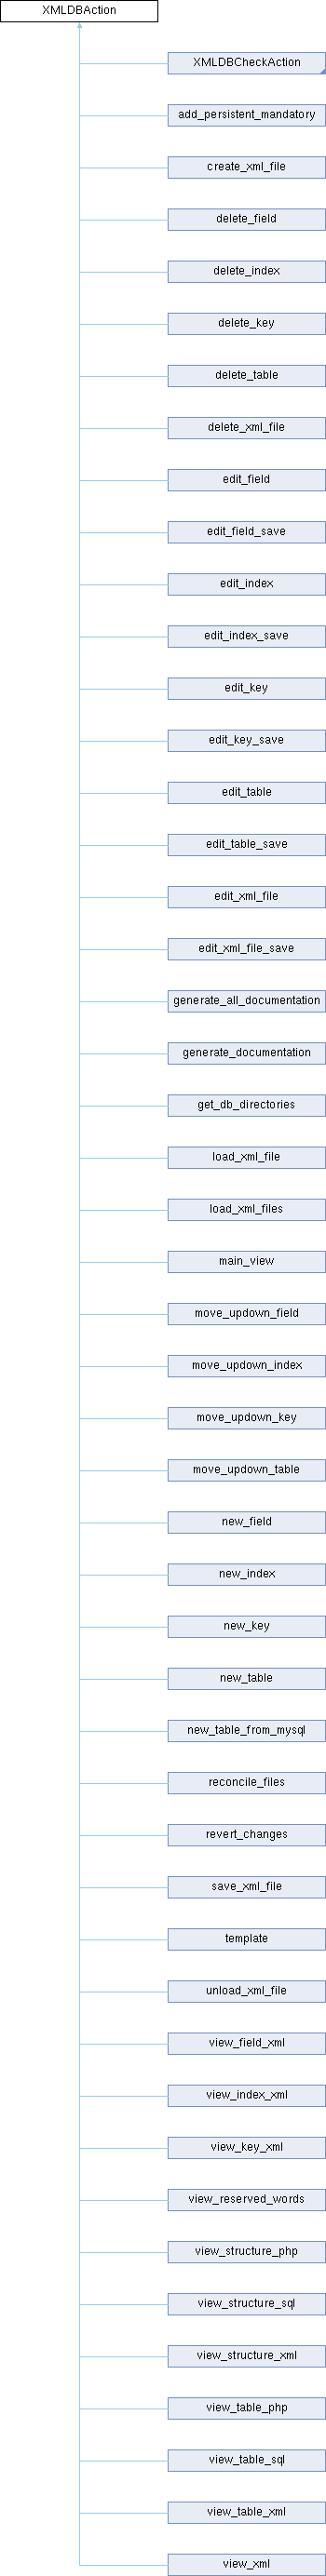 XMLDBAction
XMLDBCheckAction
add_persistent_mandatory
create_xml_file
delete_field
delete_index
delete_key
delete_table
delete_xml_file
edit_field
edit_field_save
edit_index
edit_index_save
edit_key
edit_key_save
edit_table
edit_table_save
edit_xml_file
edit_xml_file_save
generate_all_documentation
generate_documentation
get_db_directories
load_xml_file
load_xml_files
main_view
move_updown_field
move_updown_index
move_updown_key
move_updown_table
new_field
new_index
new_key
new_table
new_table_from_mysql
reconcile_files
revert_changes
save_xml_file
template
unload_xml_file
view_field_xml
view_index_xml
view_key_xml
view_reserved_words
view_structure_php
view_structure_sql
view_structure_xml
view_table_php
view_table_sql
view_table_xml
view_xml